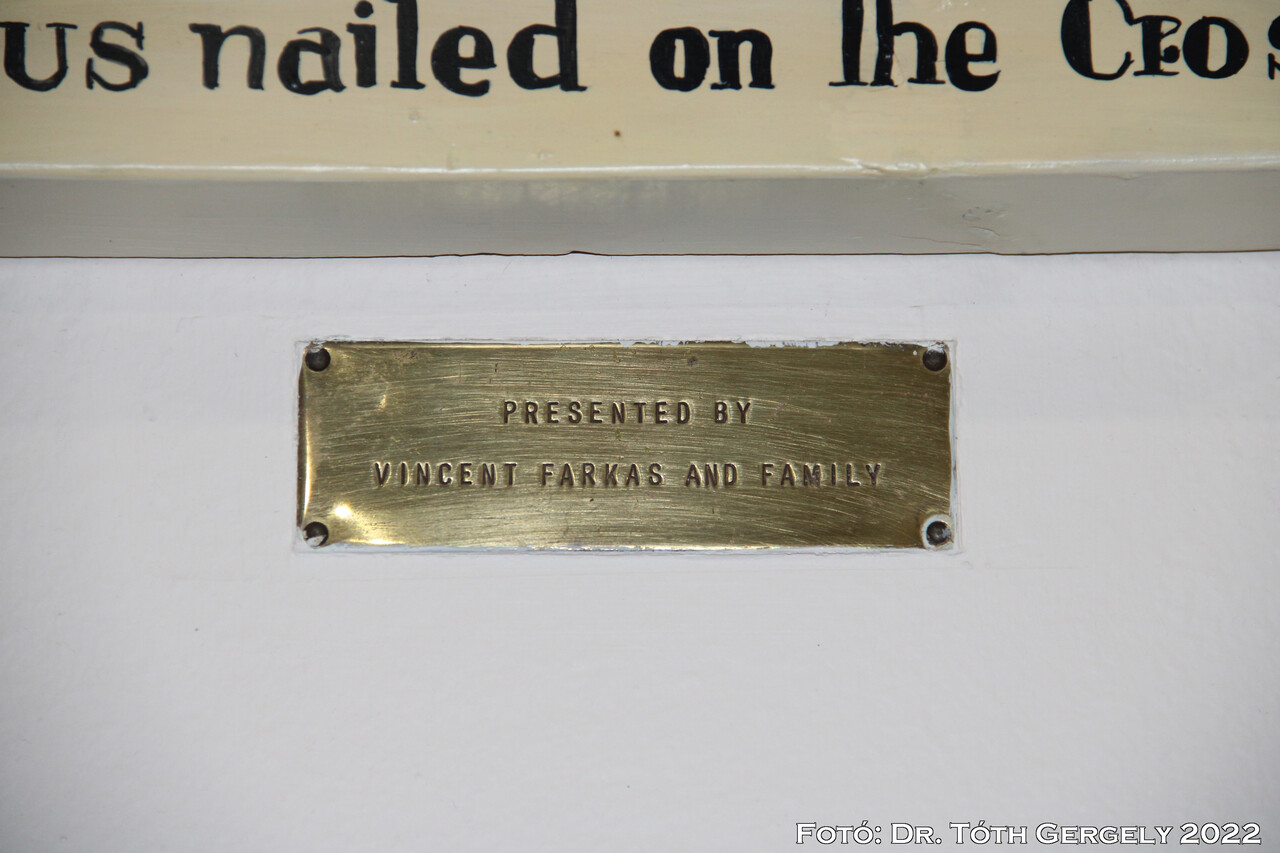 us nailed on the Cros
PRESENTED BY
VINCENT FARKAS AND FAMILY
Fotó: Dr. Tóth Gergely 2022